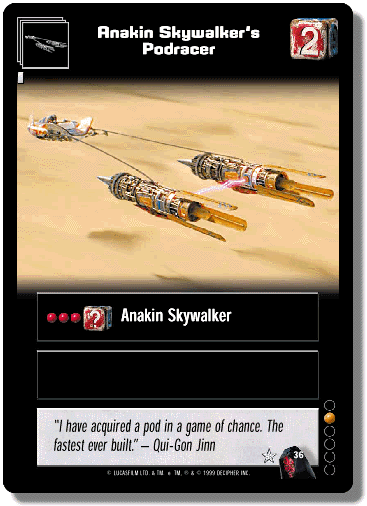 Anakin Skywalker's
Podracer
2
? Anakin Skywalker
"I have acquired a pod in a game of chance. The
fastest ever built." – Qui-Gon Jinn
36
© LUCASFILM LTD. & TM. ® TM, ® & © 1999 DECIPHER INC.